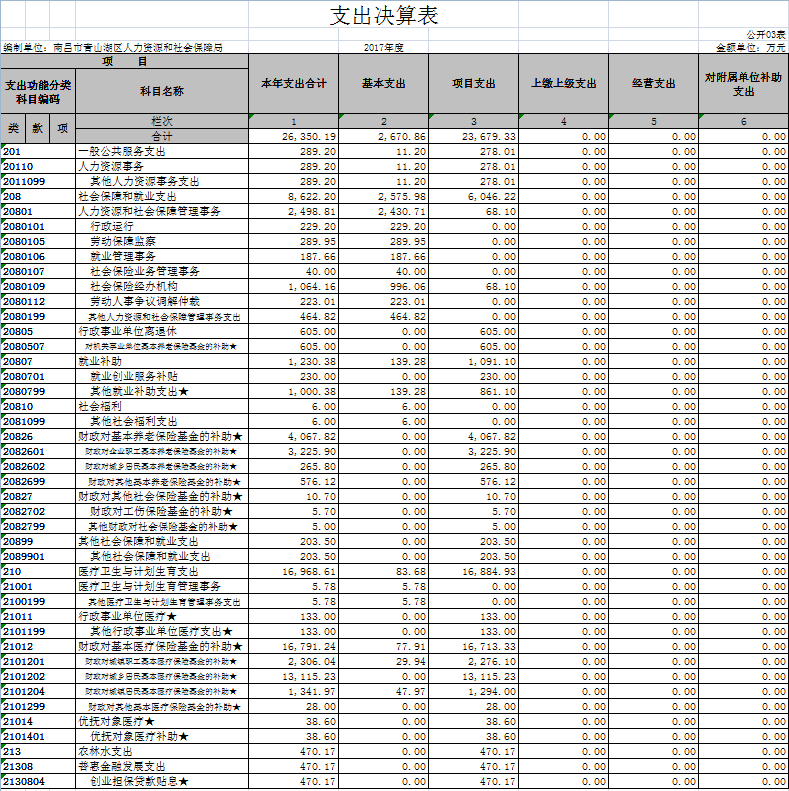 支出决算表
公开03表
编制单位：南昌市青山湖区人力资源和社会保障局 2017年度 金额单位：万元
项 目 本年支出合计 基本支出 项目支出 上缴上级支出 经营支出 对附属单位补助支出
支出功能分类科目编码 科目名称
类 款 项 栏次 1 2 3 4 5 6
合计 26,350.19 2,670.86 23,679.33 0.00 0.00 0.00
201 一般公共服务支出 289.20 11.20 278.01 0.00 0.00 0.00
20110 人力资源事务 289.20 11.20 278.01 0.00 0.00 0.00
2011099 其他人力资源事务支出 289.20 11.20 278.01 0.00 0.00 0.00
208 社会保障和就业支出 8,622.20 2,575.98 6,046.22 0.00 0.00 0.00
20801 人力资源和社会保障管理事务 2,498.81 2,430.71 68.10 0.00 0.00 0.00
2080101 行政运行 229.20 229.20 0.00 0.00 0.00 0.00
2080105 劳动保障监察 289.95 289.95 0.00 0.00 0.00 0.00
2080106 就业管理事务 187.66 187.66 0.00 0.00 0.00 0.00
2080107 社会保险业务管理事务 40.00 40.00 0.00 0.00 0.00 0.00
2080109 社会保险经办机构 1,064.16 996.06 68.10 0.00 0.00 0.00
2080112 劳动人事争议调解仲裁 223.01 223.01 0.00 0.00 0.00 0.00
2080199 其他人力资源和社会保障管理事务支出 464.82 464.82 0.00 0.00 0.00 0.00
20805 行政事业单位离退休 605.00 0.00 605.00 0.00 0.00 0.00
2080507 对机关事业单位基本养老保险基金的补助★ 605.00 0.00 605.00 0.00 0.00 0.00
20807 就业补助 1,230.38 139.28 1,091.10 0.00 0.00 0.00
2080701 就业创业服务补贴 230.00 0.00 230.00 0.00 0.00 0.00
2080799 其他就业补助支出★ 1,000.38 139.28 861.10 0.00 0.00 0.00
20810 社会福利 6.00 6.00 0.00 0.00 0.00 0.00
2081099 其他社会福利支出 6.00 6.00 0.00 0.00 0.00 0.00
20826 财政对基本养老保险基金的补助★ 4,067.82 0.00 4,067.82 0.00 0.00 0.00
2082601 财政对企业职工基本养老保险基金的补助★ 3,225.90 0.00 3,225.90 0.00 0.00 0.00
2082602 财政对城乡居民基本养老保险基金的补助★ 265.80 0.00 265.80 0.00 0.00 0.00
2082699 财政对其他基本养老保险基金的补助★ 576.12 0.00 576.12 0.00 0.00 0.00
20827 财政对其他社会保险基金的补助★ 10.70 0.00 10.70 0.00 0.00 0.00
2082702 财政对工伤保险基金的补助★ 5.70 0.00 5.70 0.00 0.00 0.00
2082799 其他财政对社会保险基金的补助★ 5.00 0.00 5.00 0.00 0.00 0.00
20899 其他社会保障和就业支出 203.50 0.00 203.50 0.00 0.00 0.00
2089901 其他社会保障和就业支出 203.50 0.00 203.50 0.00 0.00 0.00
210 医疗卫生与计划生育支出 16,968.61 83.68 16,884.93 0.00 0.00 0.00
21001 医疗卫生与计划生育管理事务 5.78 5.78 0.00 0.00 0.00 0.00
2100199 其他医疗卫生与计划生育管理事务支出 5.78 5.78 0.00 0.00 0.00 0.00
21011 行政事业单位医疗★ 133.00 0.00 133.00 0.00 0.00 0.00
2101199 其他行政事业单位医疗支出★ 133.00 0.00 133.00 0.00 0.00 0.00
21012 财政对基本医疗保险基金的补助★ 16,791.24 77.91 16,713.33 0.00 0.00 0.00
2101201 财政对城镇职工基本医疗保险基金的补助★ 2,306.04 29.94 2,276.10 0.00 0.00 0.00
2101202 财政对城乡居民基本医疗保险基金的补助★ 13,115.23 0.00 13,115.23 0.00 0.00 0.00
2101204 财政对城镇居民基本医疗保险基金的补助★ 1,341.97 47.97 1,294.00 0.00 0.00 0.00
2101299 财政对其他基本医疗保险基金的补助★ 28.00 0.00 28.00 0.00 0.00 0.00
21014 优抚对象医疗★ 38.60 0.00 38.60 0.00 0.00 0.00
2101401 优抚对象医疗补助★ 38.60 0.00 38.60 0.00 0.00 0.00
213 农林水支出 470.17 0.00 470.17 0.00 0.00 0.00
21308 普惠金融发展支出 470.17 0.00 470.17 0.00 0.00 0.00
2130804 创业担保贷款贴息★ 470.17 0.00 470.17 0.00 0.00 0.00